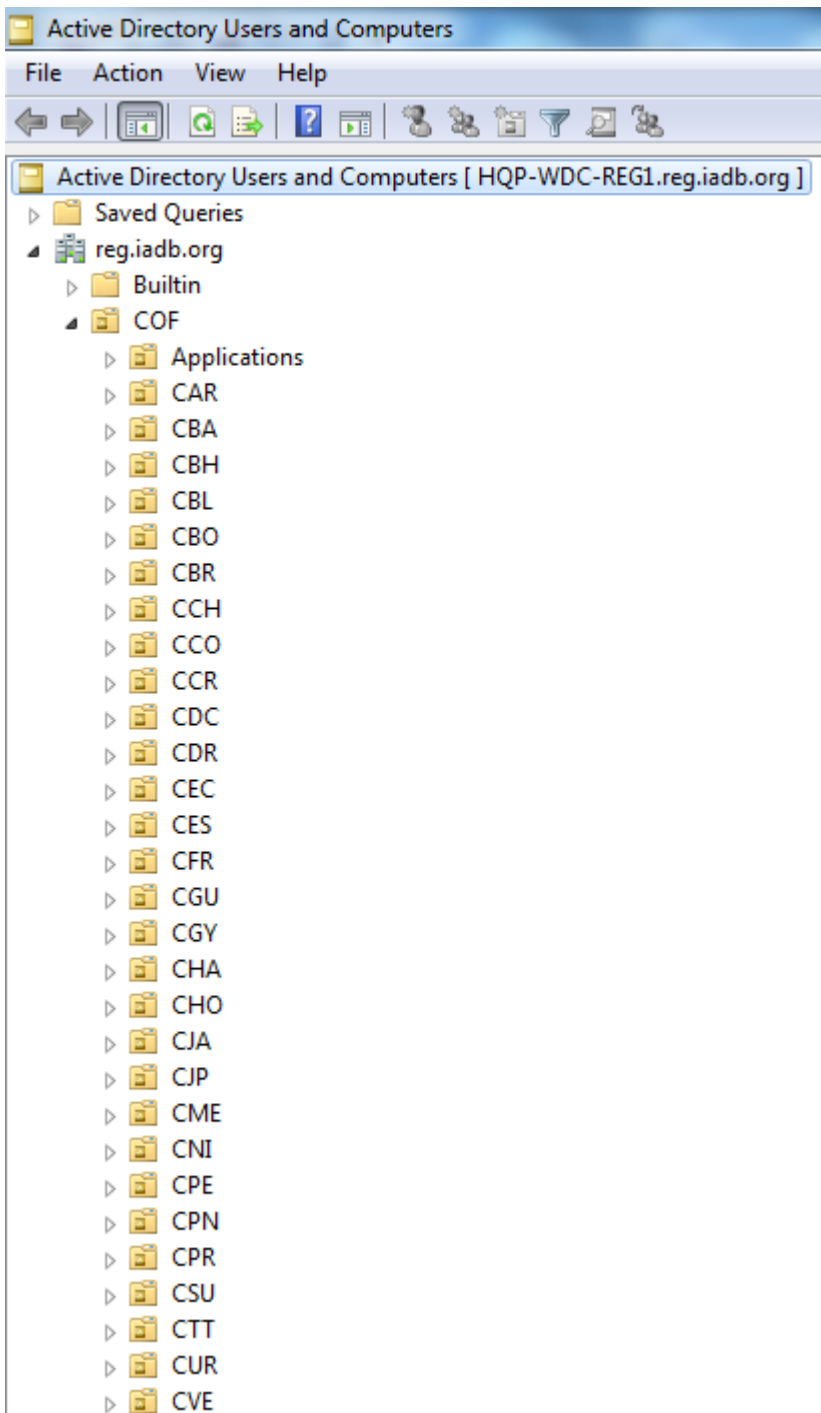 Active Directory Users and Computers
File Action View Help
Active Directory Users and Computers [ HQP-WDC-REG1.reg.iadb.org ]
Saved Queries
reg.iadb.org
Builtin
COF
Applications
CAR
CBA
CBH
CBL
CBO
CBR
CCH
CCO
CCR
CDC
CDR
CEC
CES
CFR
CGU
CGY
CHA
CHO
CJA
CJP
CME
CNI
CPE
CPN
CPR
CSU
CTT
CUR
CVE